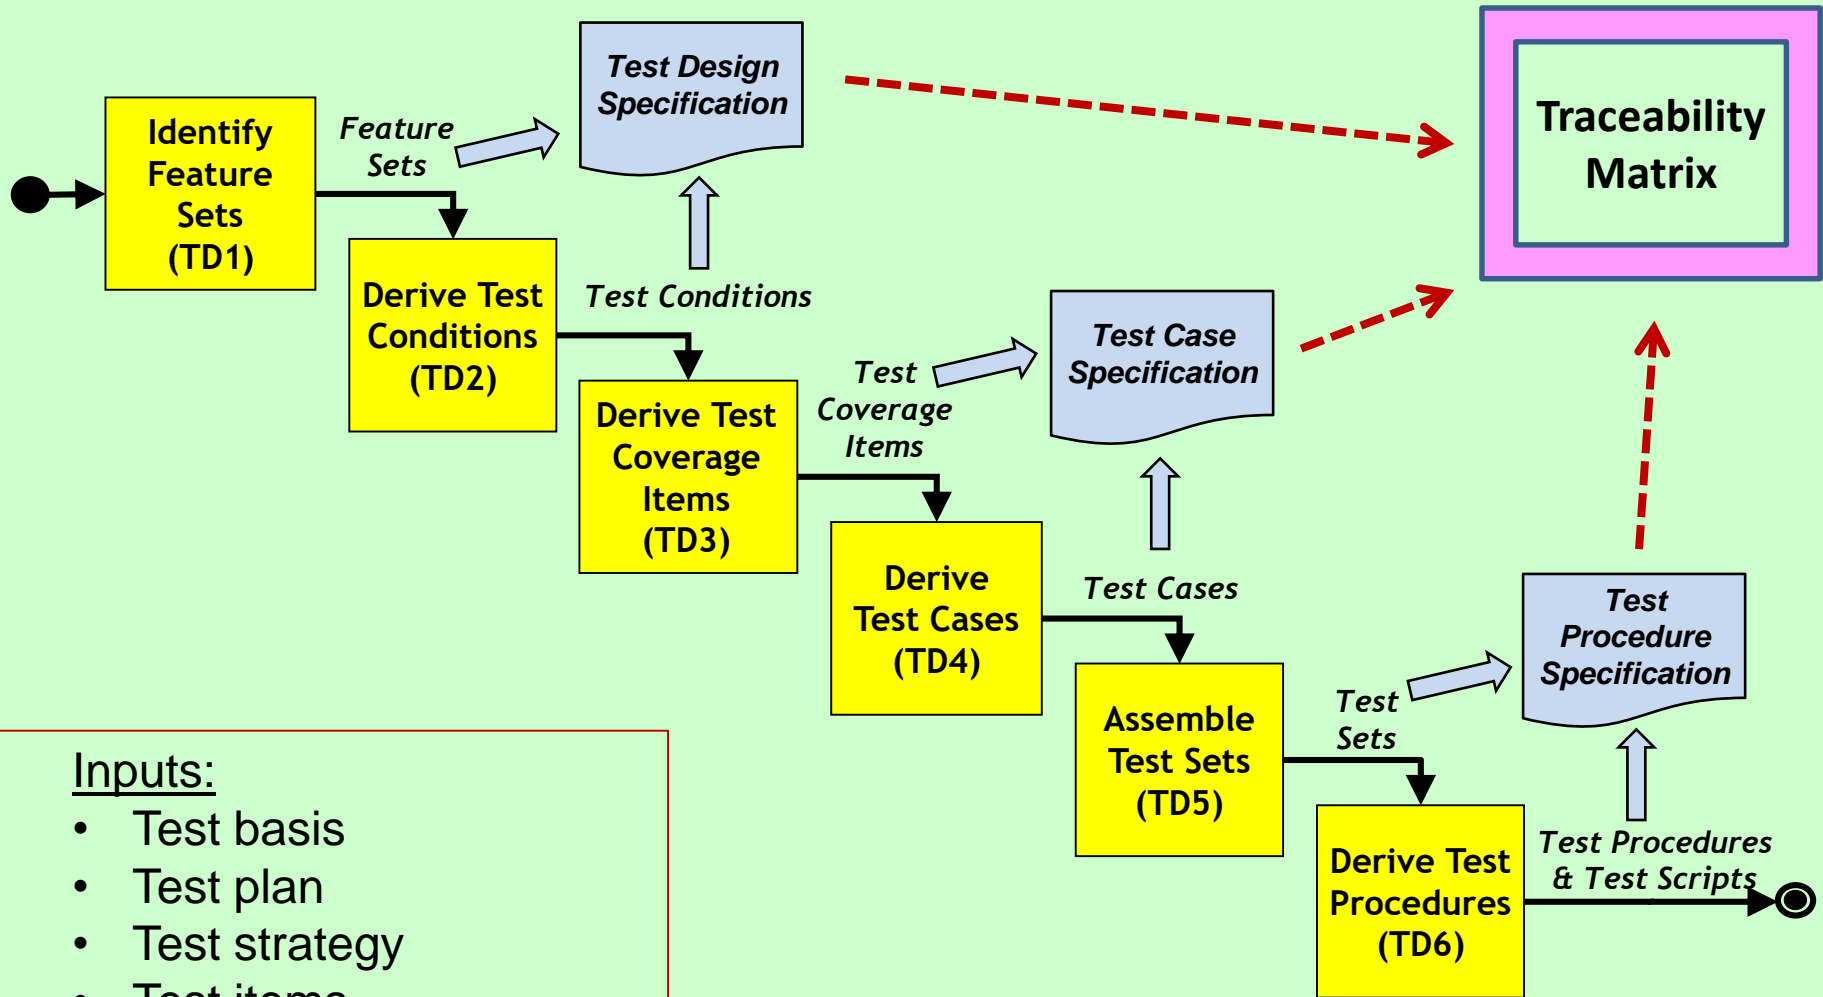 Test Design
Specification
Traceability
Matrix
Identify
Feature
Sets
(TD1)
Feature
Sets
Derive Test
Conditions
(TD2)
Test Conditions
Test Case
Specification
Test
Coverage
Items
Derive Test
Coverage
Items
(TD3)
Derive
Test Cases
(TD4)
Test Cases
Test
Procedure
Specification
Assemble
Test Sets
(TD5)
Test
Sets
Derive Test
Procedures
(TD6)
Test Procedures
& Test Scripts
Inputs:
• Test basis
• Test plan
• Test strategy
• Test items